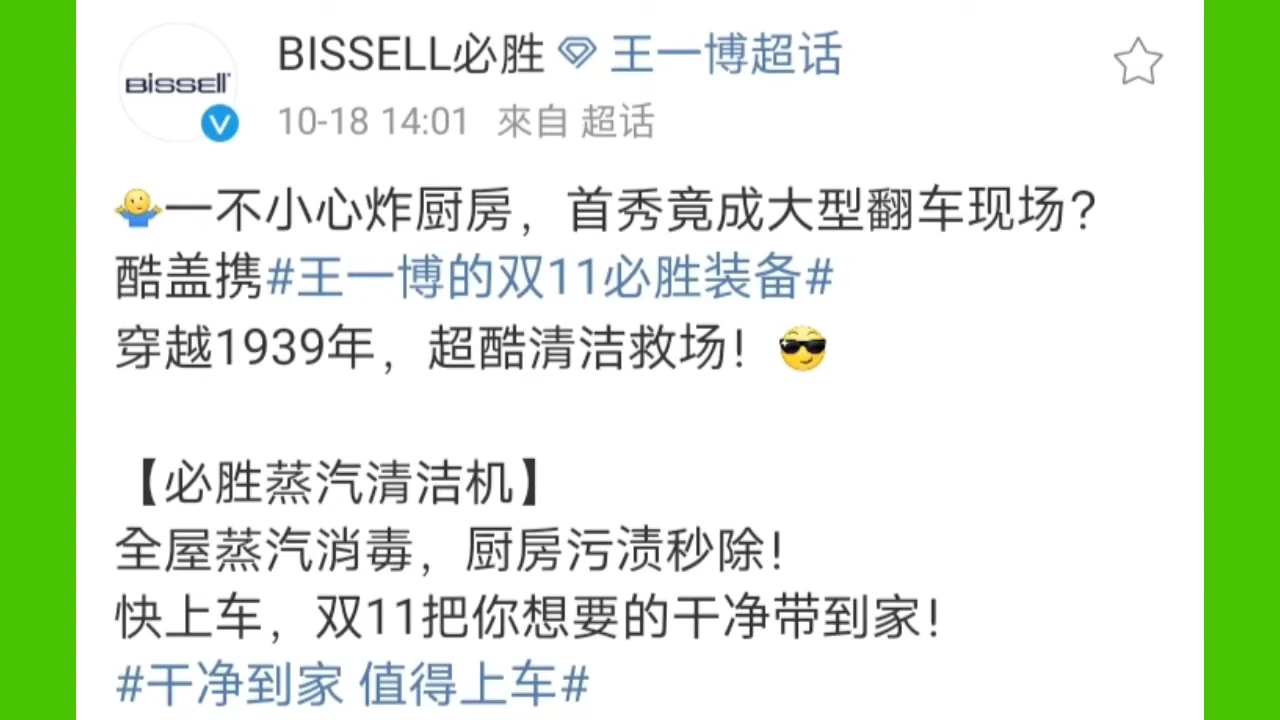 BISSELL必胜 王一博超话
BISSELL
10-18 14:01 來自 超话
🤷一不小心炸厨房，首秀竟成大型翻车现场?
酷盖携#王一博的双11必胜装备#
穿越1939年，超酷清洁救场! 😎
【必胜蒸汽清洁机】
全屋蒸汽消毒，厨房污渍秒除!
快上车，双11把你想要的干净带到家!
#干净到家 值得上车#